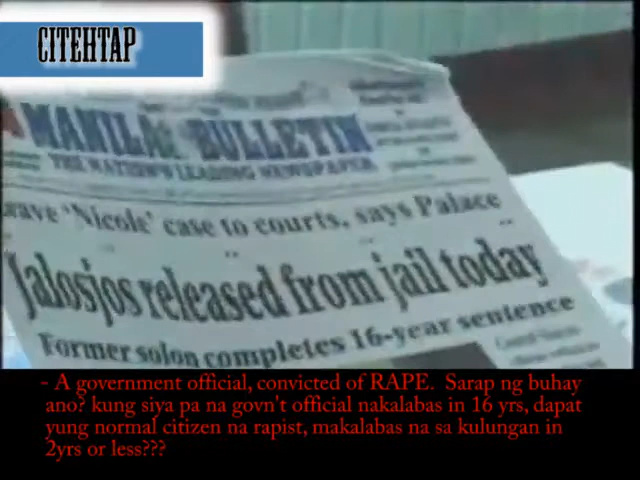 CITEHTAP
MANILA BULLETIN
THE NATION'S LEADING NEWSPAPER
'Nicole' case to courts, says Palace
Jalosjos released from jail today
Former solon completes 16-year sentence
- A government official, convicted of RAPE. Sarap ng buhay
ano? kung siya pa na govn't official nakalabas in 16 yrs, dapat
yung normal citizen na rapist, makalabas na sa kulungan in
2yrs or less???